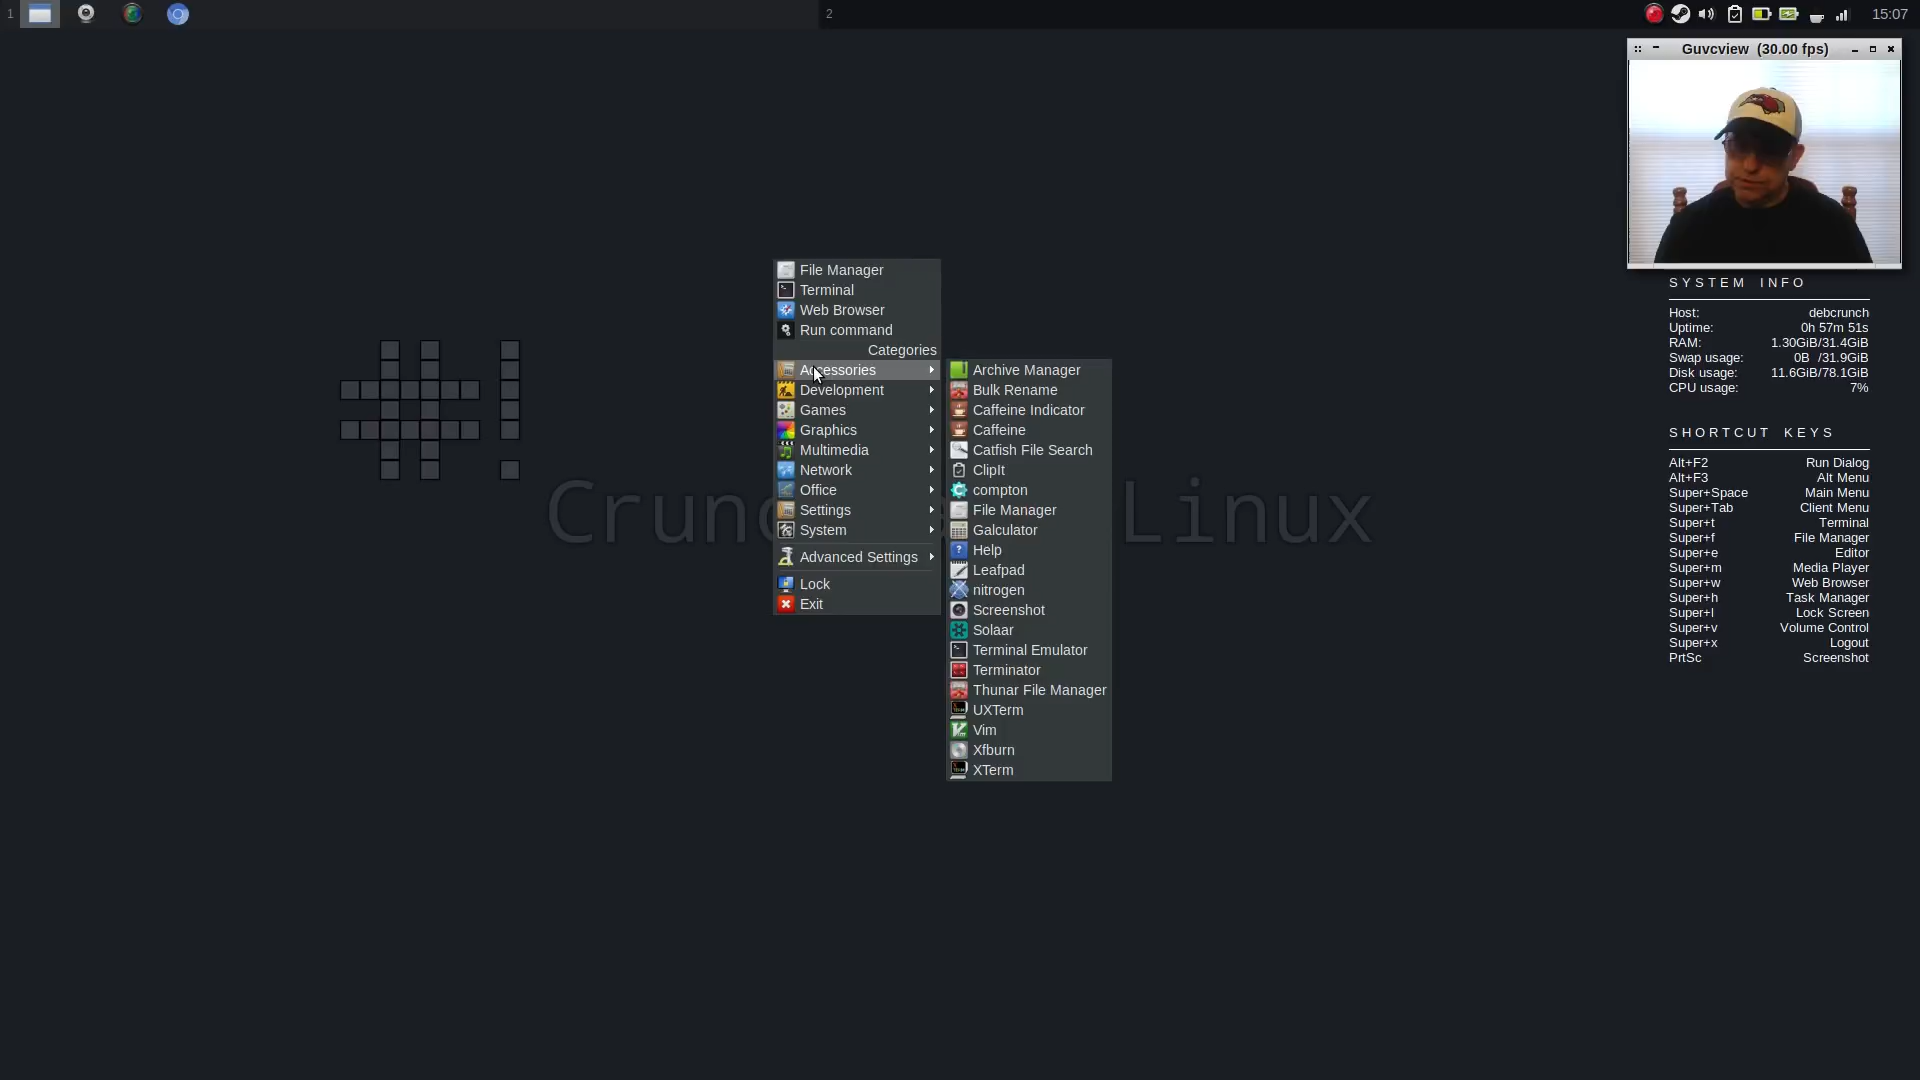 1
2
15:07
Guvcview (30.00 fps)
File Manager
Terminal
Web Browser
Run command
Categories
Accessories
Development
Games
Graphics
Multimedia
Network
Office
Settings
System
Advanced Settings
Lock
Exit
Archive Manager
Bulk Rename
Caffeine Indicator
Caffeine
Catfish File Search
ClipIt
compton
File Manager
Galculator
Help
Leafpad
nitrogen
Screenshot
Solaar
Terminal Emulator
Terminator
Thunar File Manager
UXTerm
Vim
Xfburn
XTerm
#!
Linux
SYSTEM INFO
Host: debcrunch
Uptime: 0h 57m 51s
RAM: 1.30GiB/31.4GiB
Swap usage: 0B /31.9GiB
Disk usage: 11.6GiB/78.1GiB
CPU usage: 7%
SHORTCUT KEYS
Alt+F2 Run Dialog
Alt+F3 Alt Menu
Super+Space Main Menu
Super+Tab Client Menu
Super+t Terminal
Super+f File Manager
Super+e Editor
Super+m Media Player
Super+w Web Browser
Super+h Task Manager
Super+l Lock Screen
Super+v Volume Control
Super+x Logout
PrtSc Screenshot